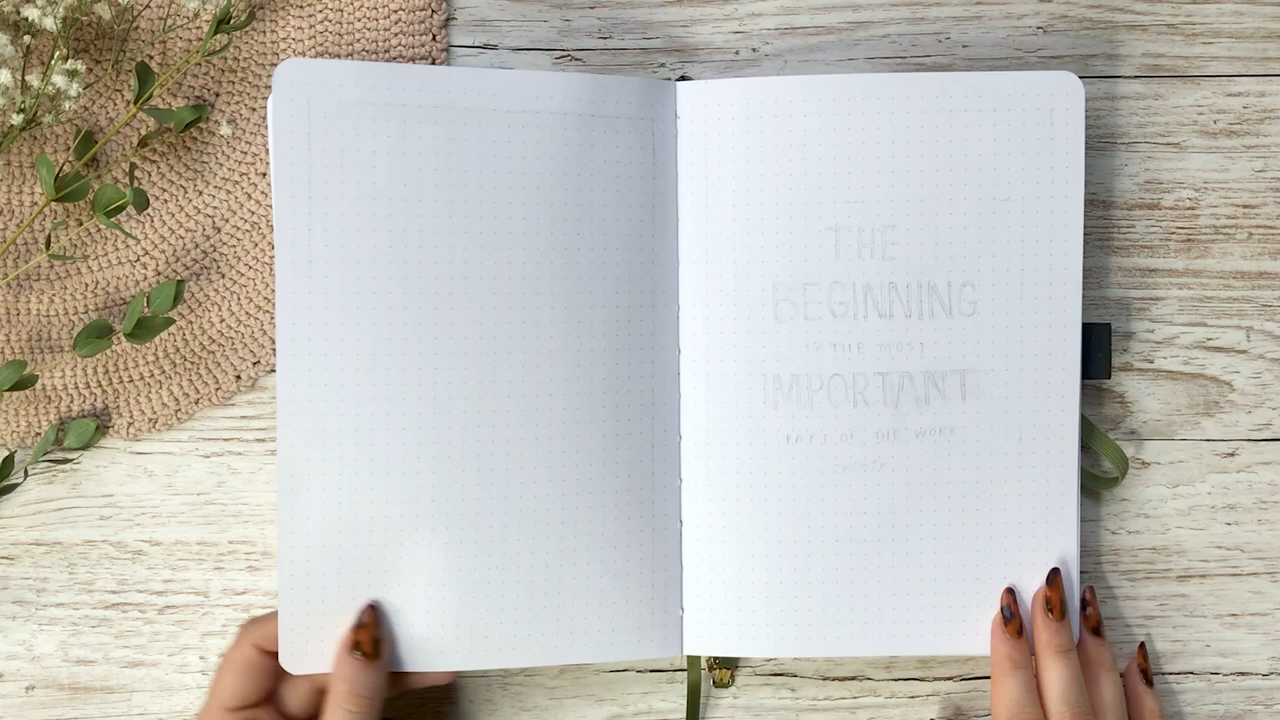 THE
BEGINNING
IS THE MOST
IMPORTANT
PART OF THE WORK